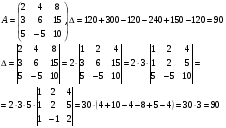 A = (2 4 8
3 6 15
5 -5 10), Δ = 120 + 300 - 120 - 240 + 150 - 120 = 90
Δ = |2 4 8
3 6 15
5 -5 10| = 2 · |1 2 4
3 6 15
5 -5 10| = 2 · 3 · |1 2 4
1 2 5
5 -5 10| =
= 2 · 3 · 5 · |1 2 4
1 2 5
1 -1 2| = 30 · (4 + 10 - 4 - 8 + 5 - 4) = 30 · 3 = 90